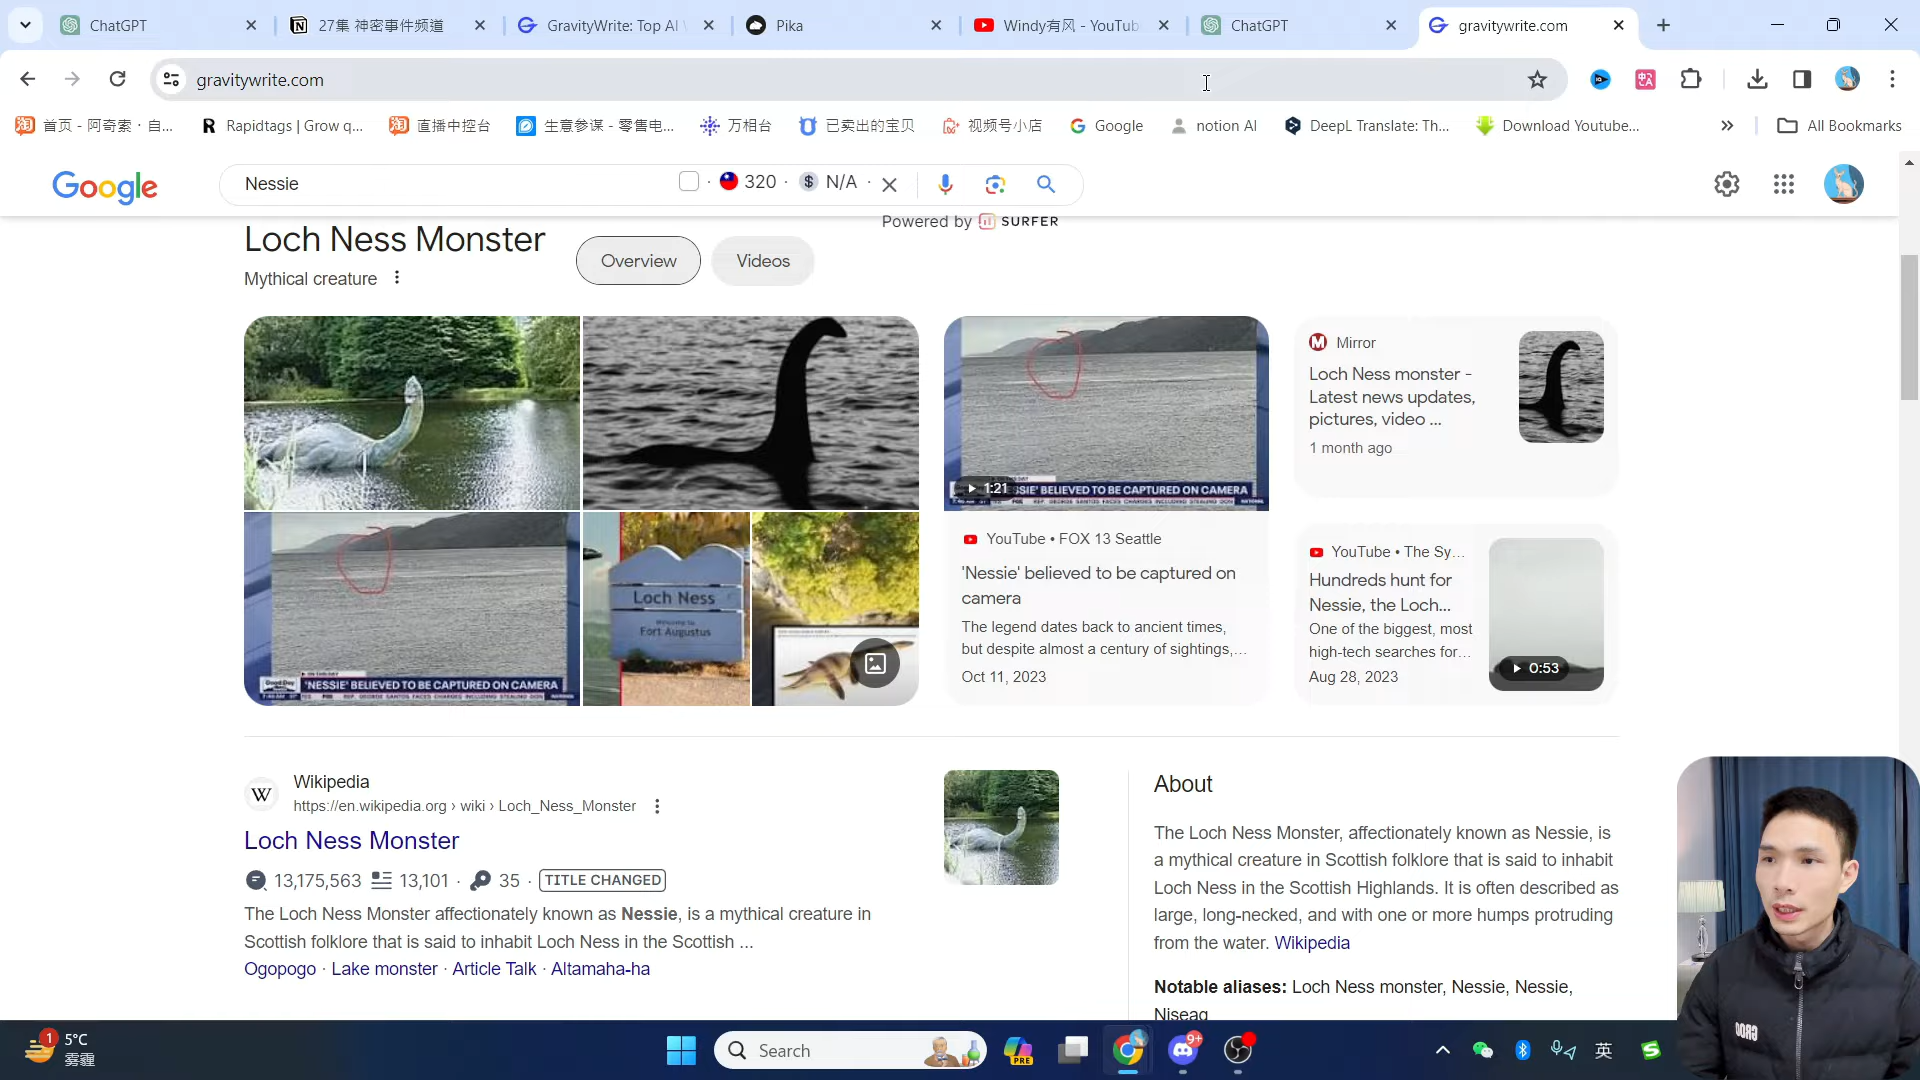 ChatGPT
27集 神密事件频道
GravityWrite: Top AI
Pika
Windy有风 - YouTub
ChatGPT
gravitywrite.com
gravitywrite.com
首页 - 阿奇索 · 自...
Rapidtags | Grow q...
直播中控台
生意参谋 - 零售电...
万相台
已卖出的宝贝
视频号小店
Google
notion AI
DeepL Translate: Th...
Download Youtube...
All Bookmarks
Google
Nessie
320
N/A
Powered by SURFER
Loch Ness Monster
Mythical creature
Overview
Videos
1:21
'NESSIE' BELIEVED TO BE CAPTURED ON CAMERA
YouTube • FOX 13 Seattle
'Nessie' believed to be captured on
camera
The legend dates back to ancient times,
but despite almost a century of sightings,...
Oct 11, 2023
Mirror
Loch Ness monster -
Latest news updates,
pictures, video ...
1 month ago
YouTube • The Sy...
Hundreds hunt for
Nessie, the Loch...
One of the biggest, most
high-tech searches for...
Aug 28, 2023
0:53
'NESSIE' BELIEVED TO BE CAPTURED ON CAMERA
Loch Ness
Welcome to
Fort Augustus
W
Wikipedia
https://en.wikipedia.org › wiki › Loch_Ness_Monster
Loch Ness Monster
13,175,563 13,101 · 35 · TITLE CHANGED
The Loch Ness Monster affectionately known as Nessie, is a mythical creature in
Scottish folklore that is said to inhabit Loch Ness in the Scottish ...
Ogopogo · Lake monster · Article Talk · Altamaha-ha
About
The Loch Ness Monster, affectionately known as Nessie, is
a mythical creature in Scottish folklore that is said to inhabit
Loch Ness in the Scottish Highlands. It is often described as
large, long-necked, and with one or more humps protruding
from the water. Wikipedia
Notable aliases: Loch Ness monster, Nessie, Nessie,
Niseag
1
5°C
雾霾
Search
PRE
9+
英